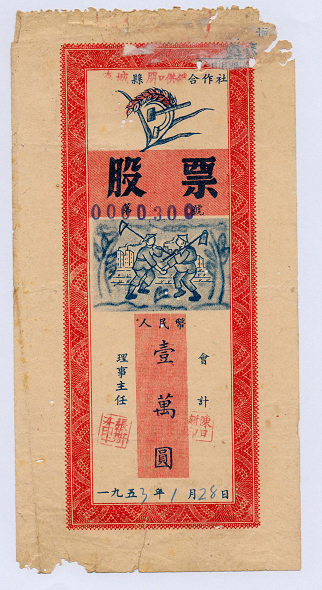 縣 合作社
股票
第 0000300 號
人民幣
壹萬圓
理事主任
會計
一九五3年1月28日